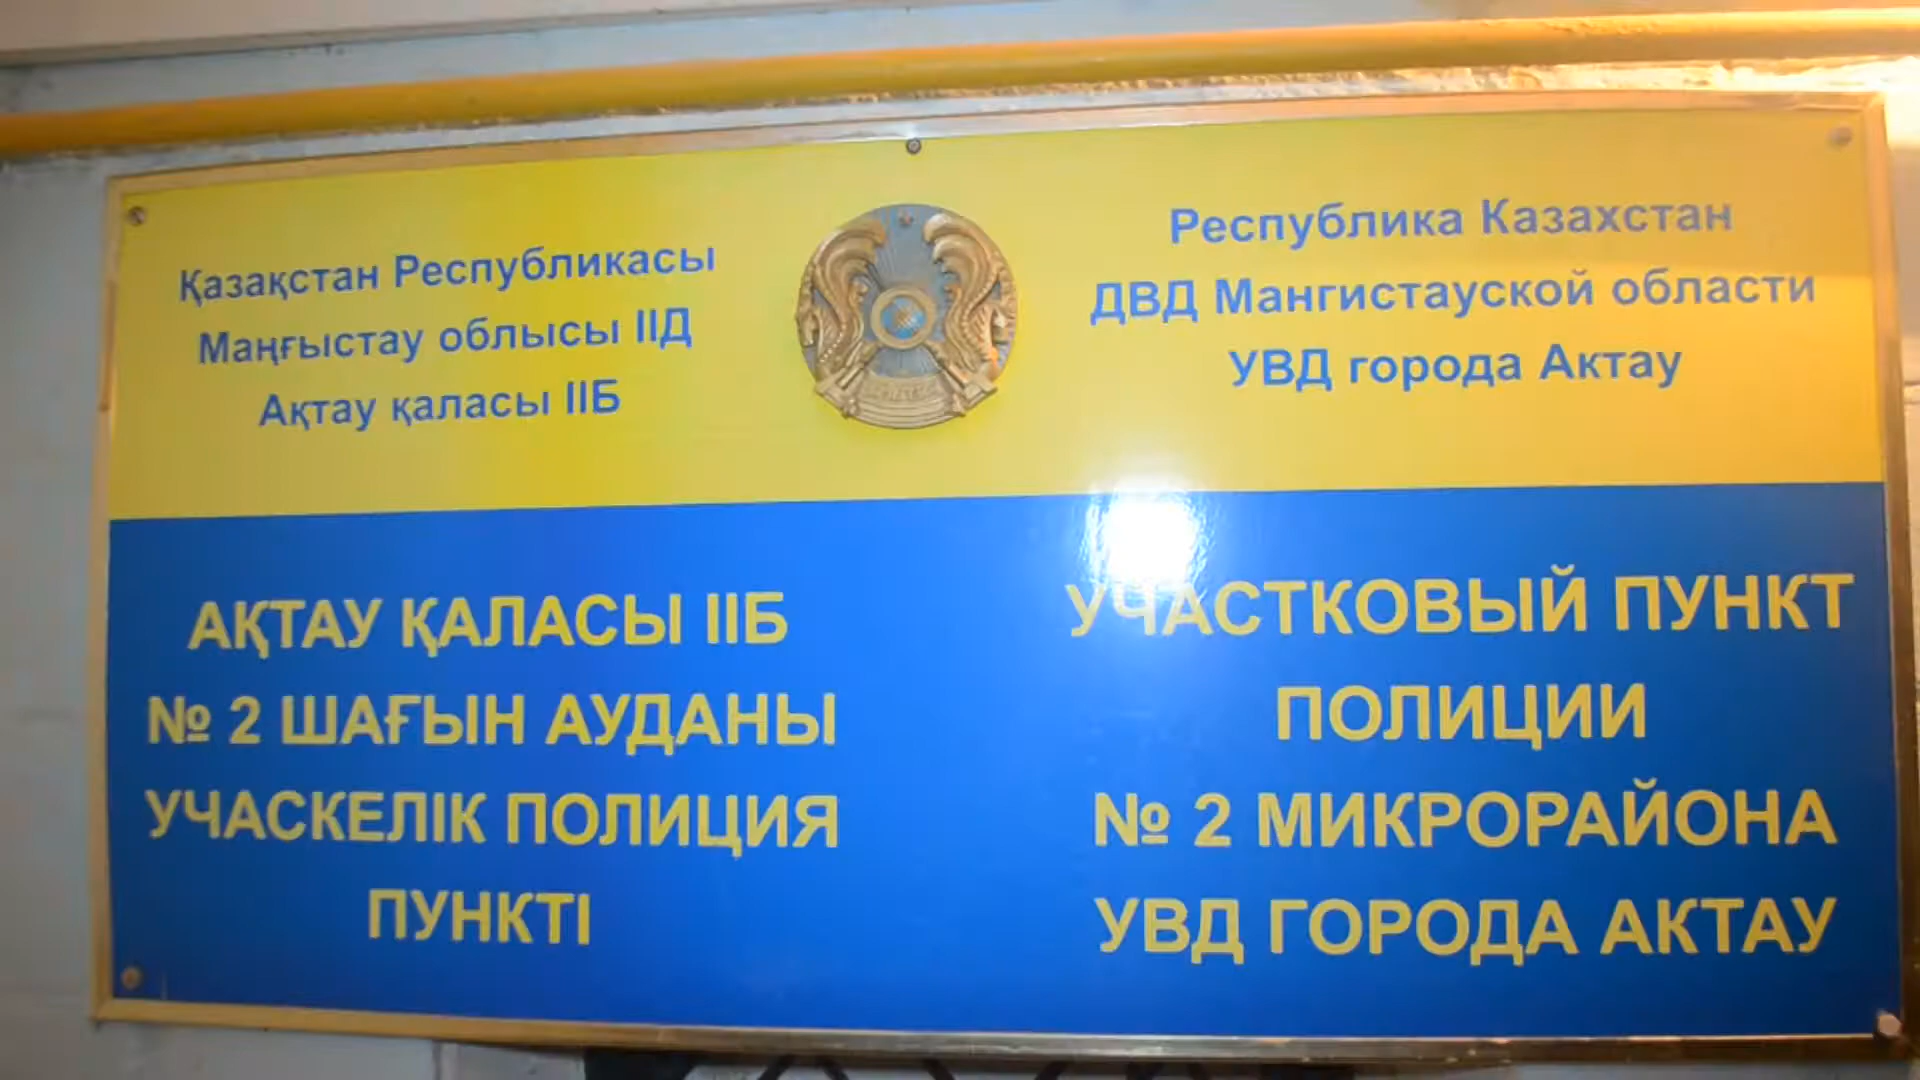 Қазақстан Республикасы
Маңғыстау облысы ІІД
Ақтау қаласы ІІБ
Республика Казахстан
ДВД Мангистауской области
УВД города Актау
АҚТАУ ҚАЛАСЫ ІІБ
№ 2 ШАҒЫН АУДАНЫ
УЧАСКЕЛІК ПОЛИЦИЯ
ПУНКТІ
УЧАСТКОВЫЙ ПУНКТ
ПОЛИЦИИ
№ 2 МИКРОРАЙОНА
УВД ГОРОДА АКТАУ